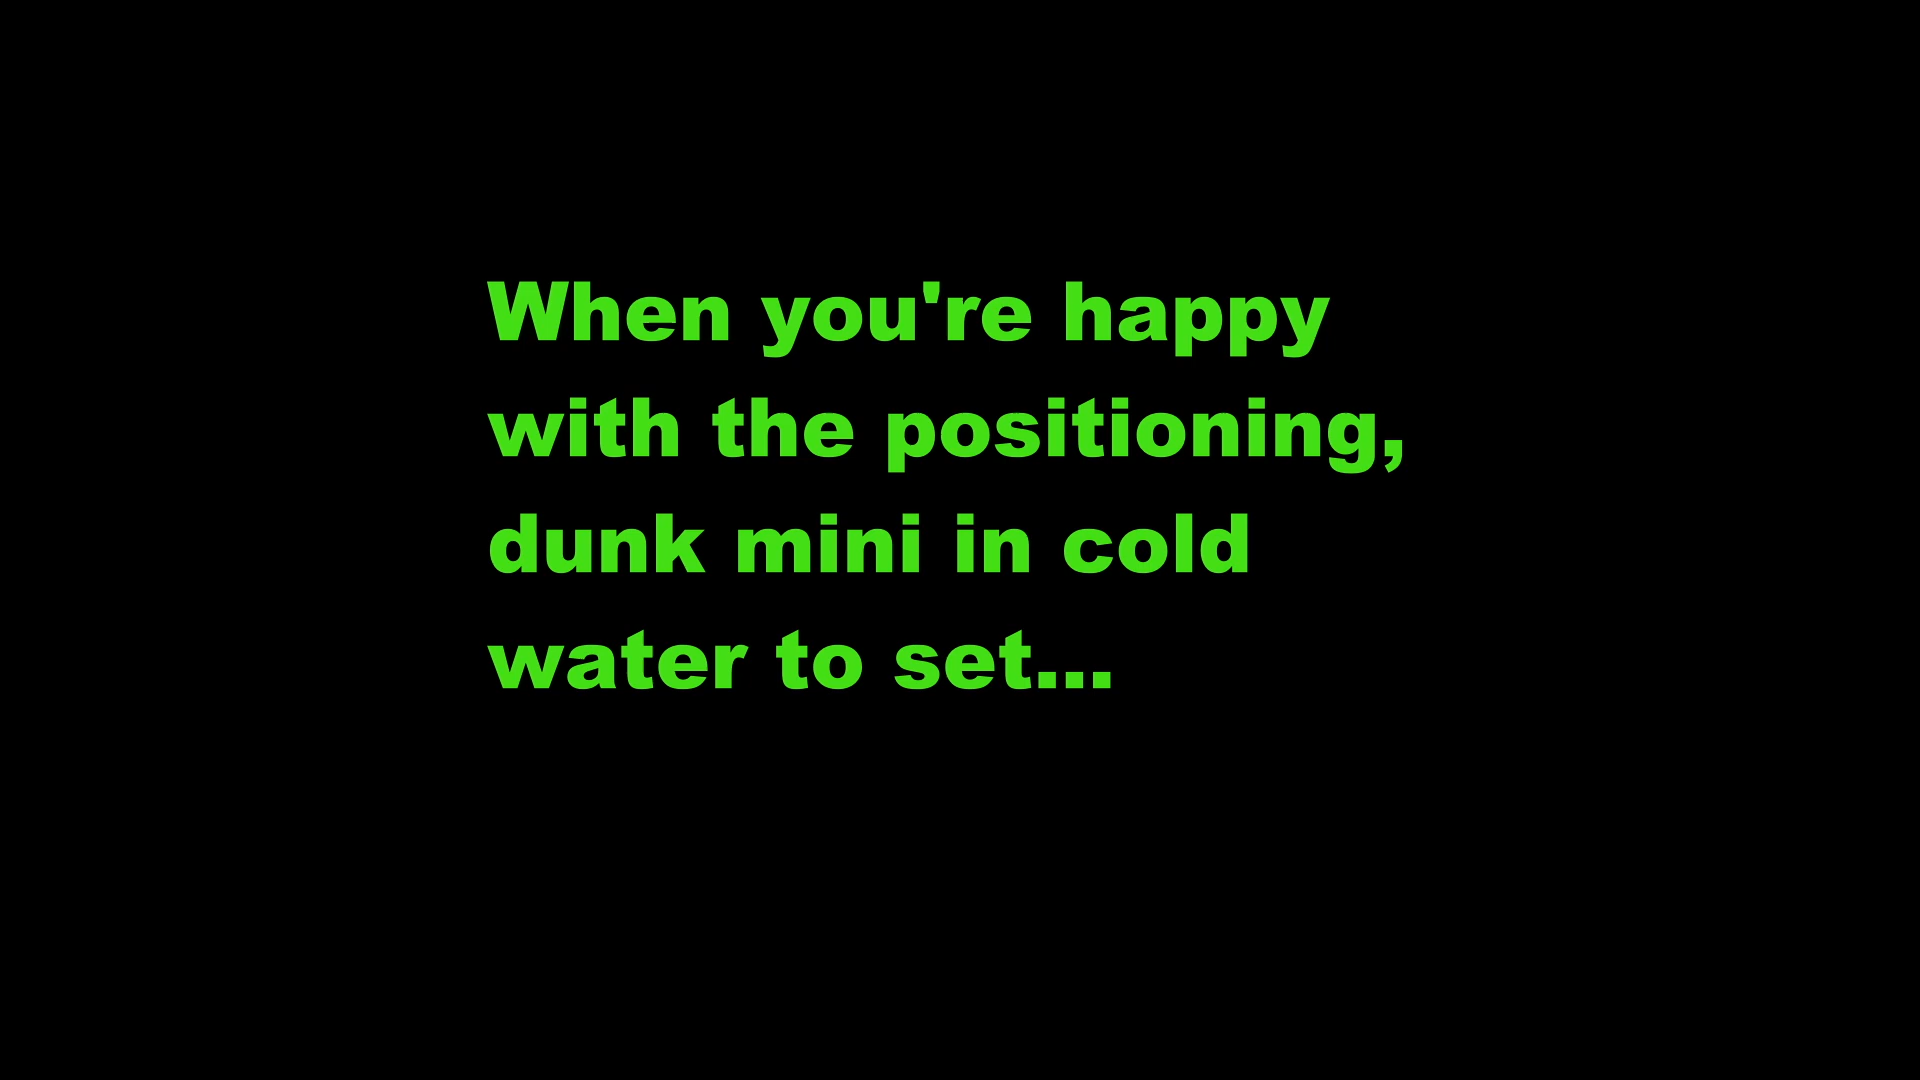 When you're happy
with the positioning,
dunk mini in cold
water to set...